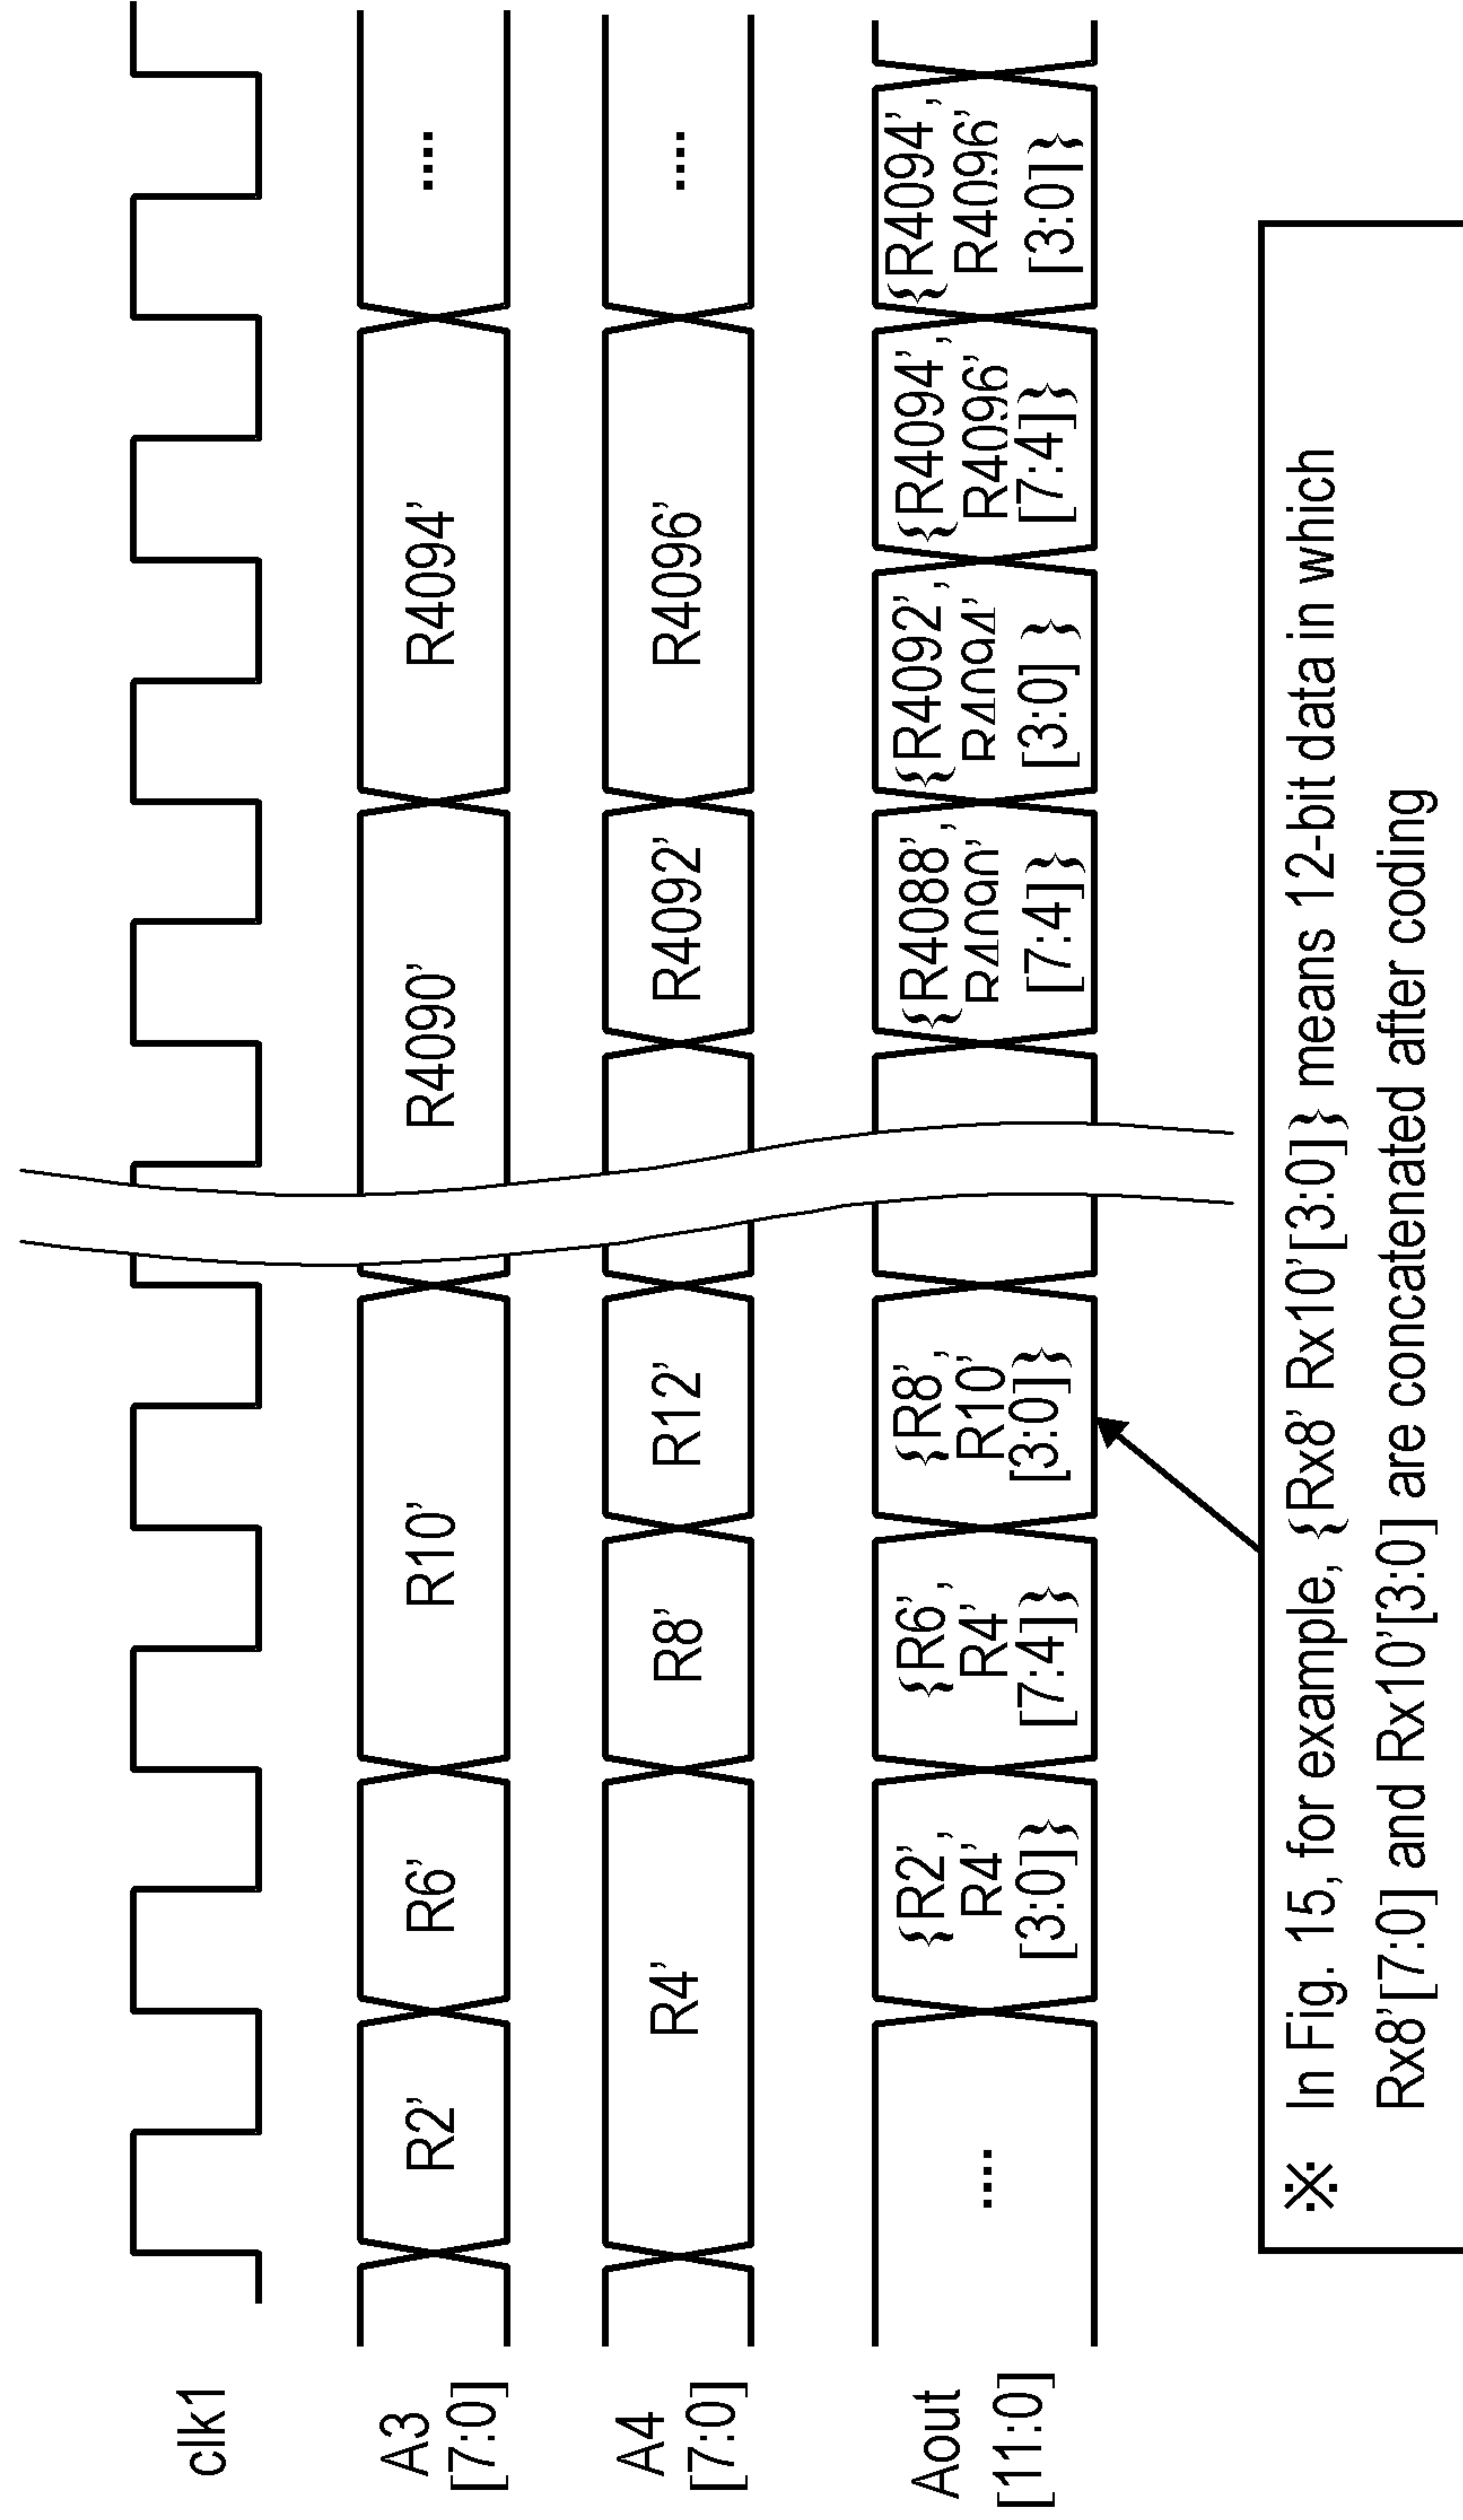 clk1
A3
[7:0]
R2’
R6’
R10’
R4090’
R4094’
....
A4
[7:0]
R4’
R8’
R12’
R4092’
R4096’
....
Aout
[11:0]
....
{R2’,
R4’
[3:0]}
{R6’,
R4’
[7:4]}
{R8’,
R10’
[3:0]}
{R4088’,
[7:4]}
{R4092’,
[3:0] }
{R4094’,
R4096’
[7:4]}
{R4094’,
R4096’
[3:0]}
※ In Fig. 15, for example, {Rx8’ Rx10’[3:0]} means 12-bit data in which
Rx8’[7:0] and Rx10’[3:0] are concatenated after coding